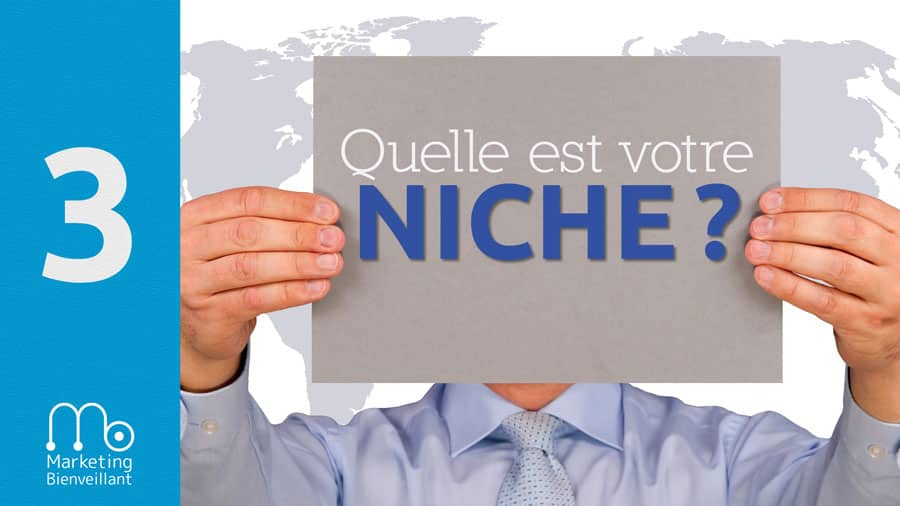 3
Marketing
Bienveillant
Quelle est votre
NICHE ?